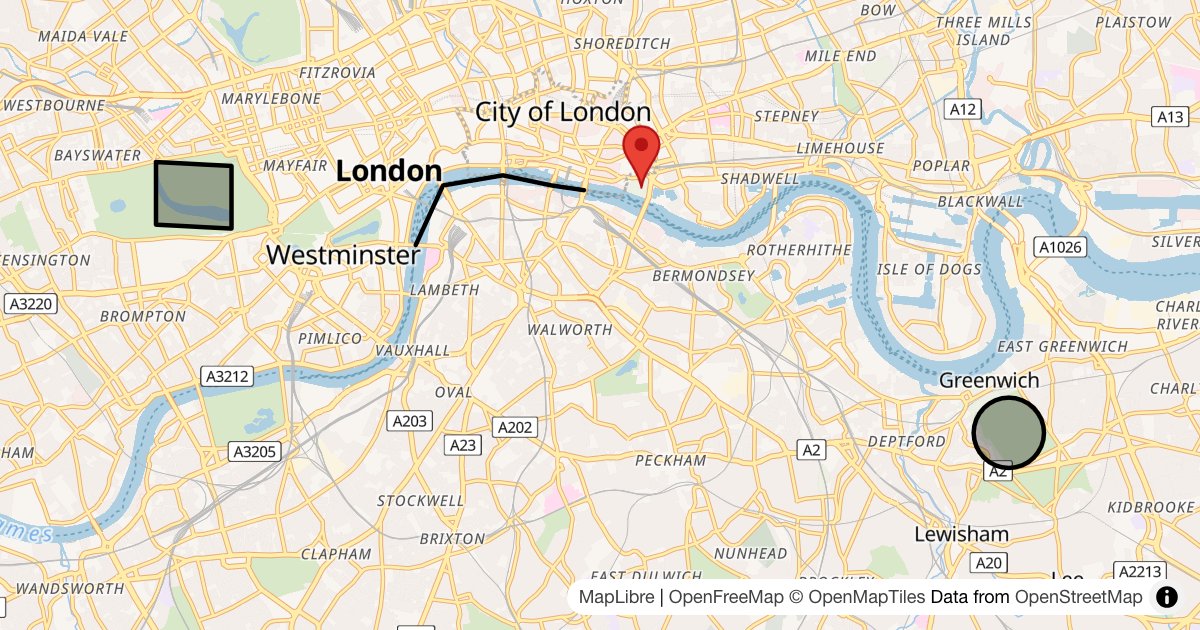 HOXTON
BOW
MAIDA VALE
SHOREDITCH
THREE MILLS
ISLAND
PLAISTOW
MILE END
FITZROVIA
WESTBOURNE
MARYLEBONE
City of London
STEPNEY
A12
A13
BAYSWATER
MAYFAIR
London
LIMEHOUSE
POPLAR
SHADWELL
BLACKWALL
Westminster
ROTHERHITHE
A1026
SILVER
ENSINGTON
LAMBETH
BERMONDSEY
ISLE OF DOGS
A3220
BROMPTON
WALWORTH
CHARL
RIVER
PIMLICO
VAUXHALL
EAST GREENWICH
A3212
OVAL
Greenwich
CHARL
A203
A202
A23
HAM
A3205
PECKHAM
A2
DEPTFORD
A2
STOCKWELL
KIDBROOKE
ames
BRIXTON
Lewisham
CLAPHAM
NUNHEAD
A20
WANDSWORTH
EAST DULWICH
BROCKLEY
Lee
A2213
MapLibre | OpenFreeMap © OpenMapTiles Data from OpenStreetMap